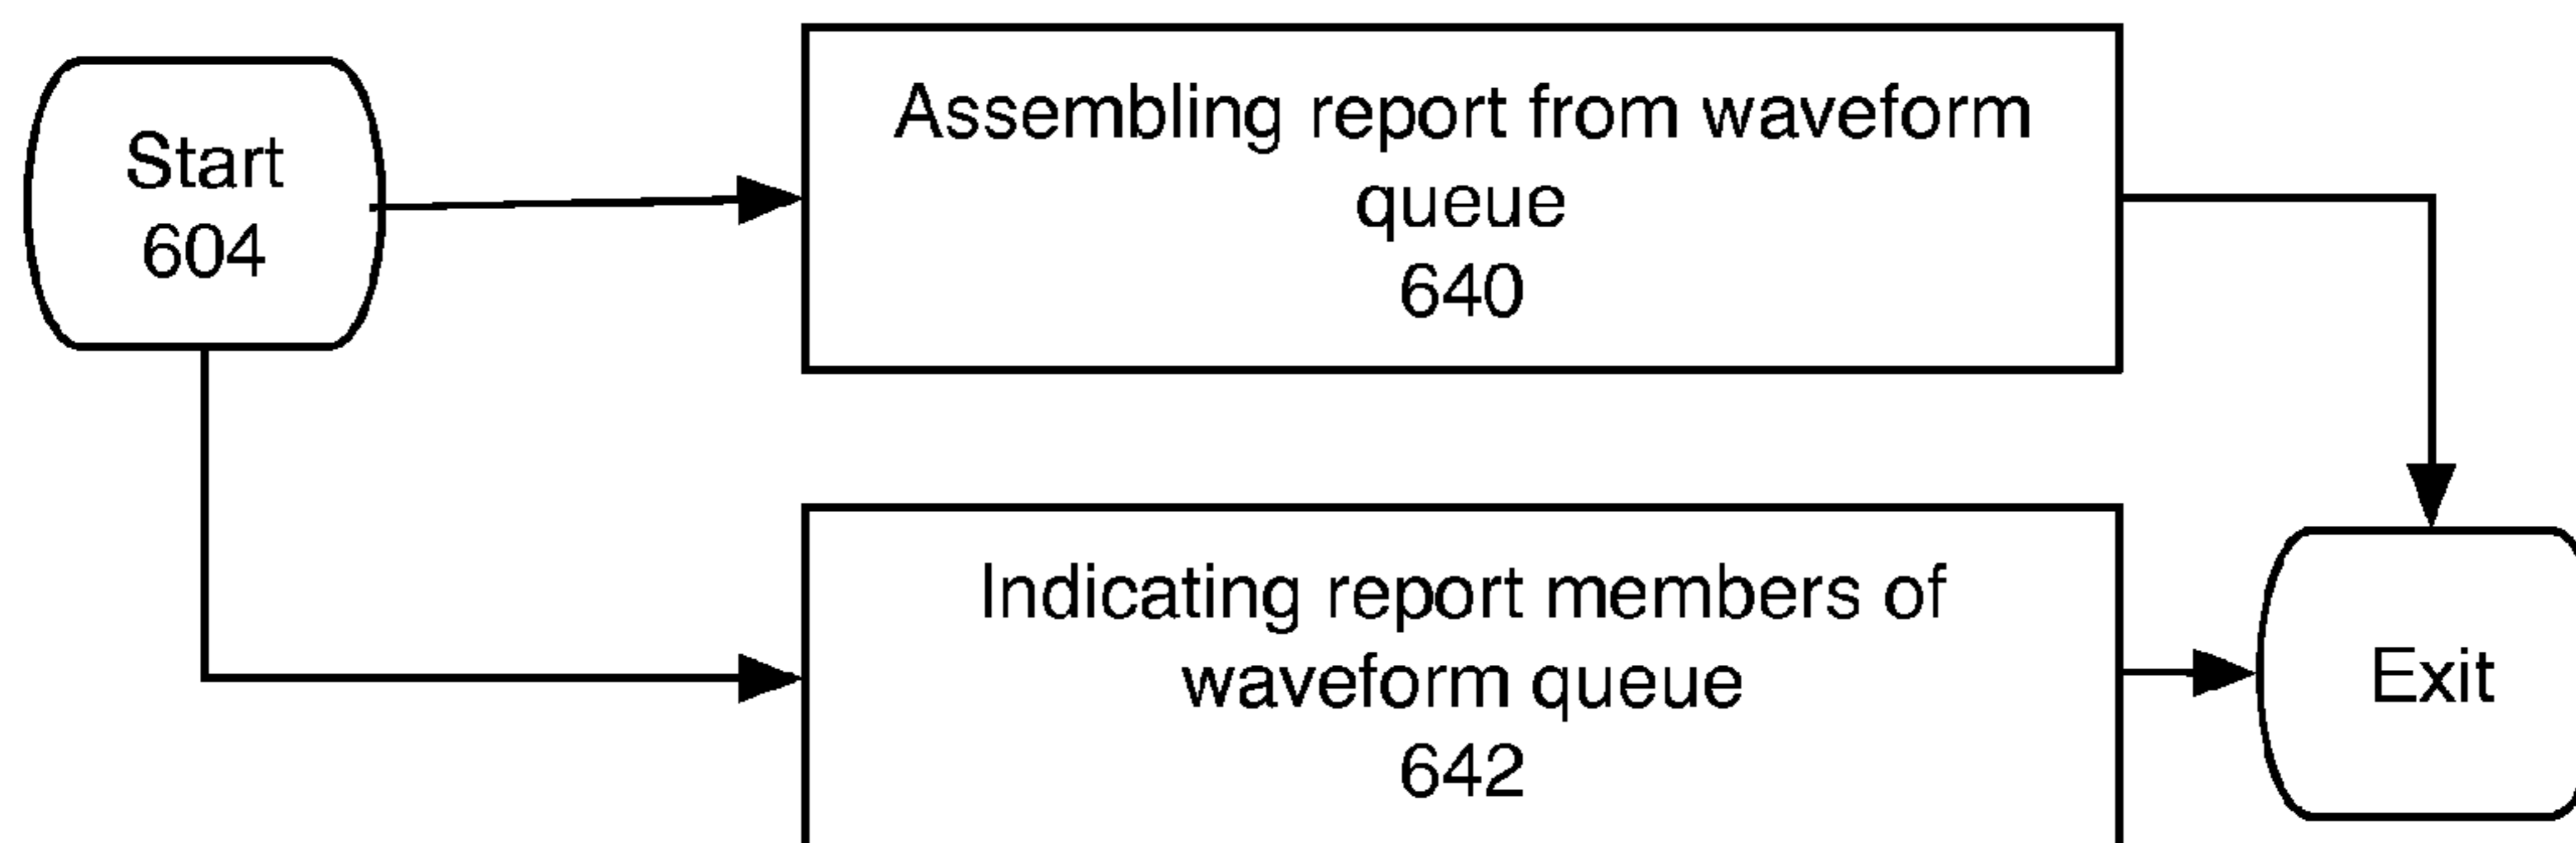 Start
604
Assembling report from waveform
queue
640
Indicating report members of
waveform queue
642
Exit